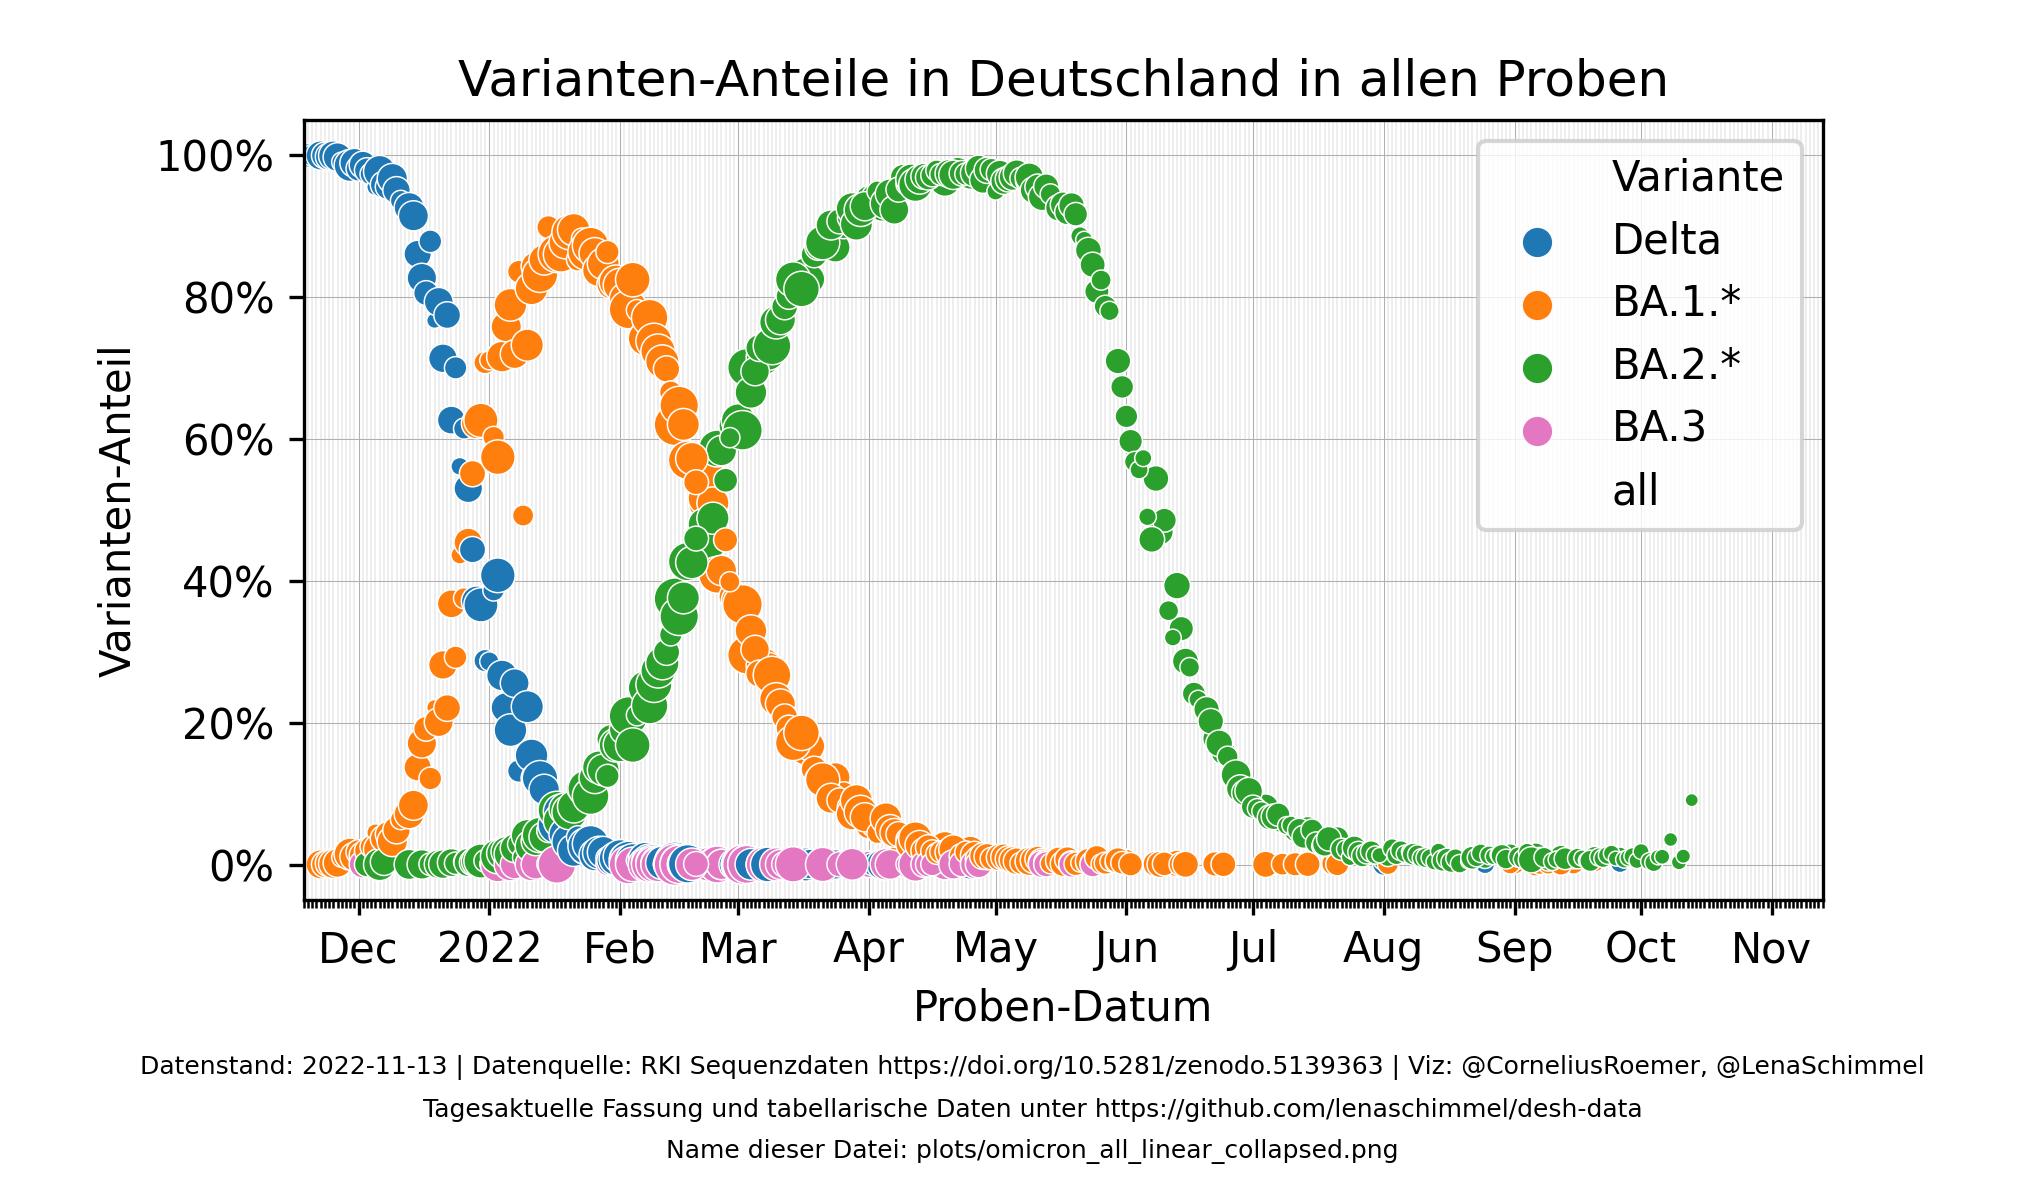 Varianten-Anteile in Deutschland in allen Proben
100%
80%
60%
40%
20%
0%
Varianten-Anteil
Variante
Delta
BA.1.*
BA.2.*
BA.3
all
Dec 2022 Feb Mar Apr May Jun Jul Aug Sep Oct Nov
Proben-Datum
Datenstand: 2022-11-13 | Datenquelle: RKI Sequenzdaten https://doi.org/10.5281/zenodo.5139363 | Viz: @CorneliusRoemer, @LenaSchimmel
Tagesaktuelle Fassung und tabellarische Daten unter https://github.com/lenaschimmel/desh-data
Name dieser Datei: plots/omicron_all_linear_collapsed.png